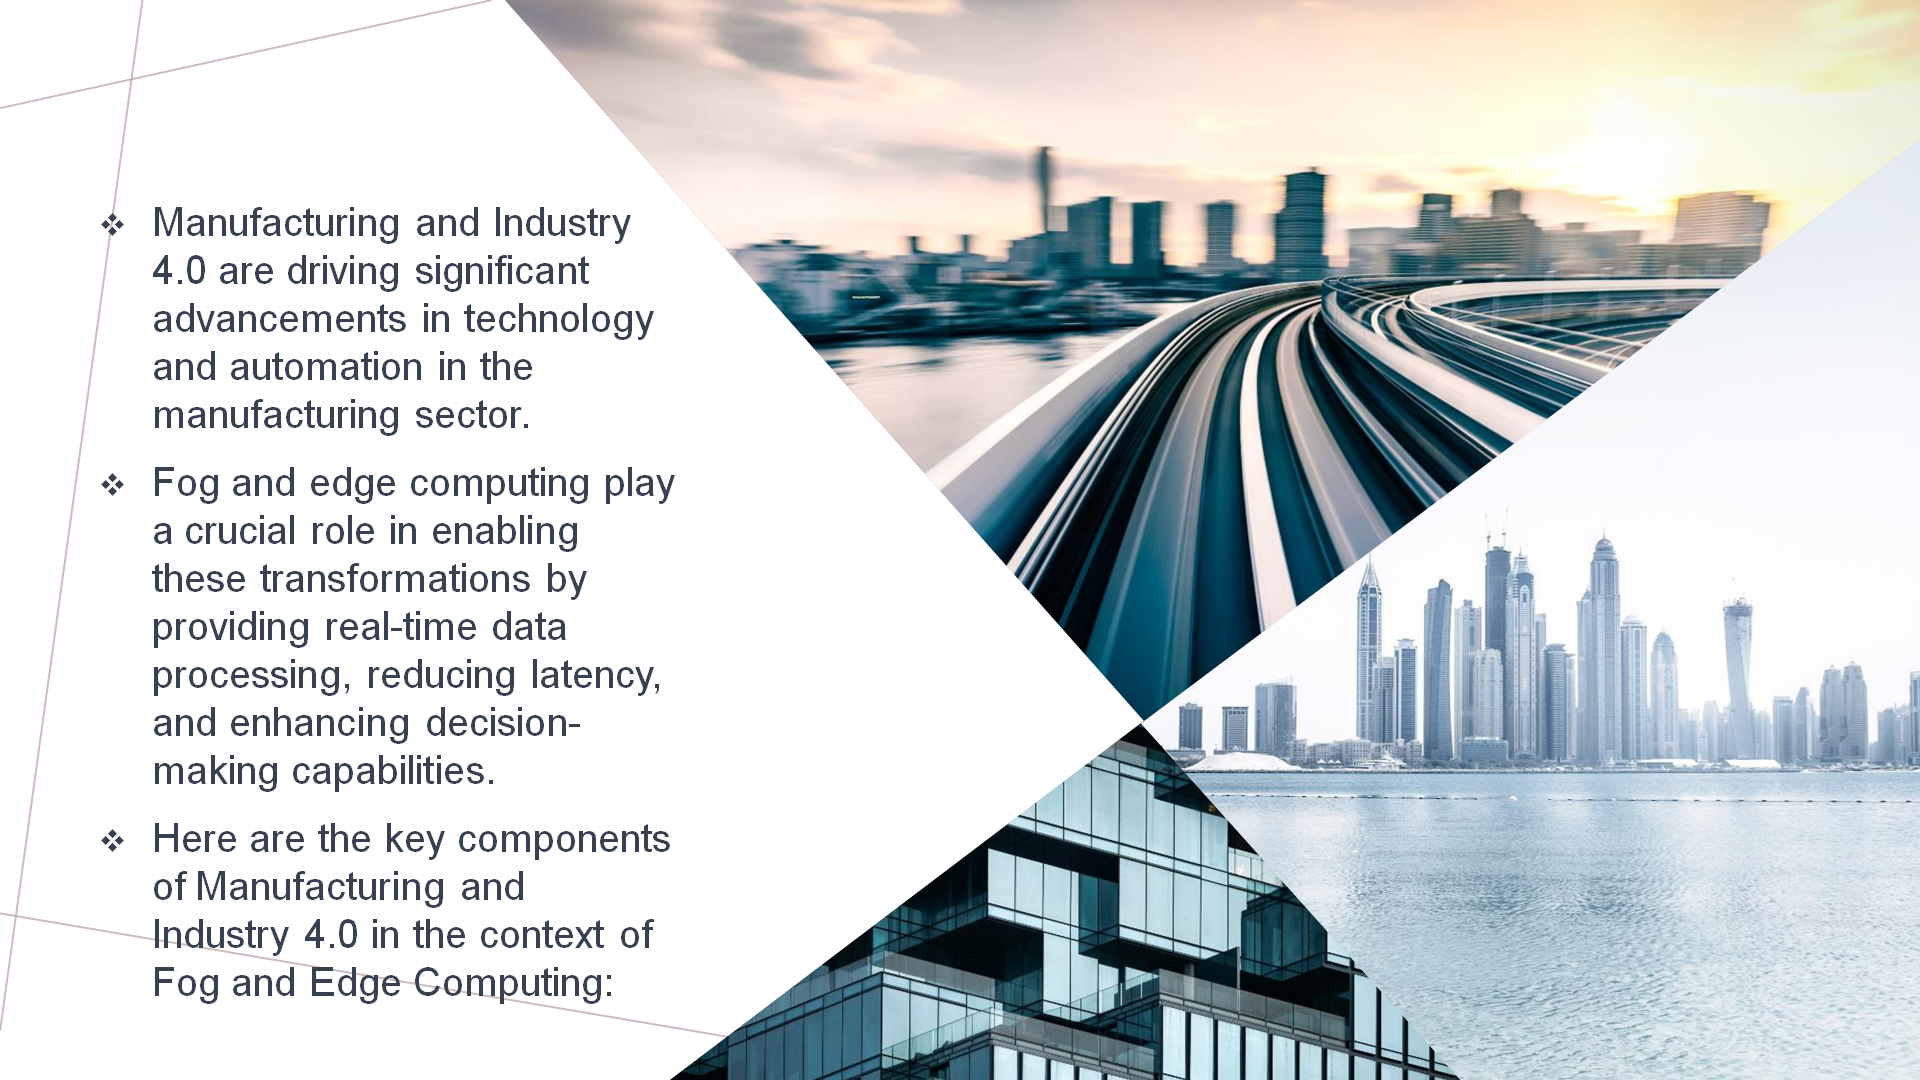 ❖ Manufacturing and Industry
4.0 are driving significant
advancements in technology
and automation in the
manufacturing sector.
❖ Fog and edge computing play
a crucial role in enabling
these transformations by
providing real-time data
processing, reducing latency,
and enhancing decision-
making capabilities.
❖ Here are the key components
of Manufacturing and
Industry 4.0 in the context of
Fog and Edge Computing: